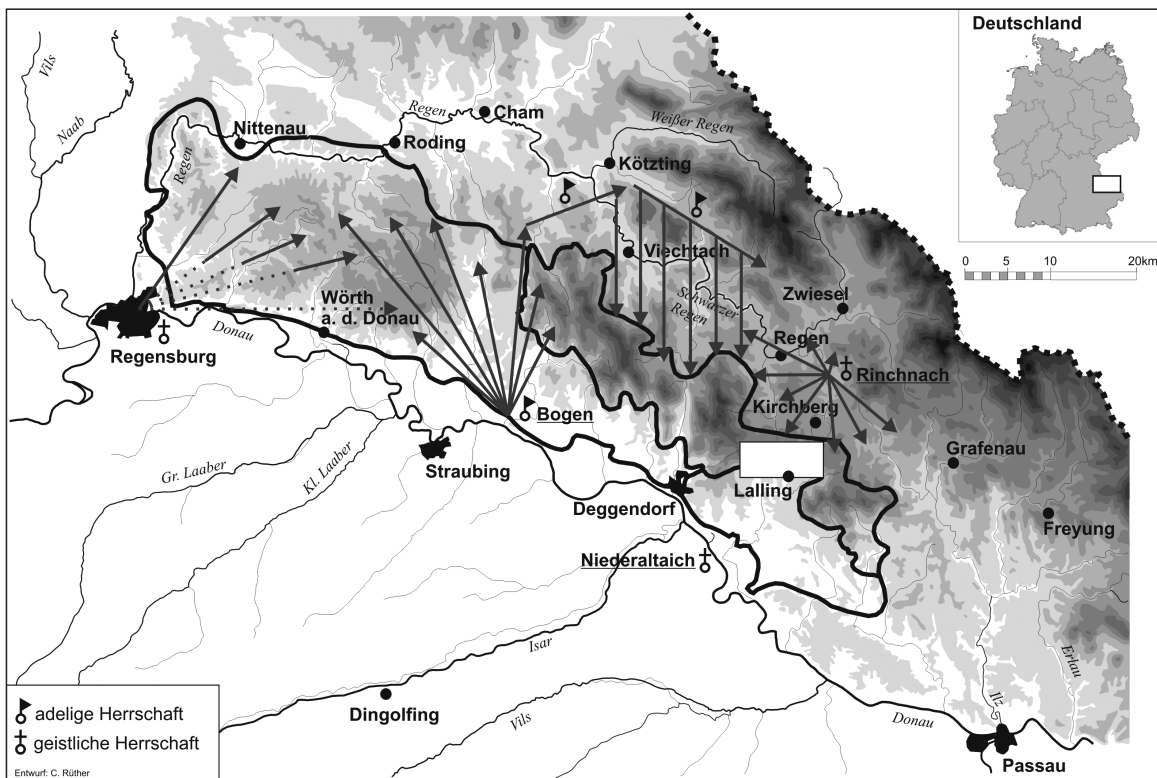 Deutschland
Vils
Naab
Regen
Cham
Weißer Regen
Nittenau
Roding
Kötzting
Regen
Viechtach
Zwiesel
0 5 10 20km
Schwarzer
Regen
Wörth
a. d. Donau
Regen
Donau
Regensburg
Rinchnach
Bogen
Kirchberg
Gr. Laaber
Kl. Laaber
Straubing
Grafenau
Lalling
Deggendorf
Freyung
Niederaltaich
Isar
Erlau
Ilz
Dingolfing
Vils
Donau
Passau
adelige Herrschaft
geistliche Herrschaft
Entwurf: C. Rüther